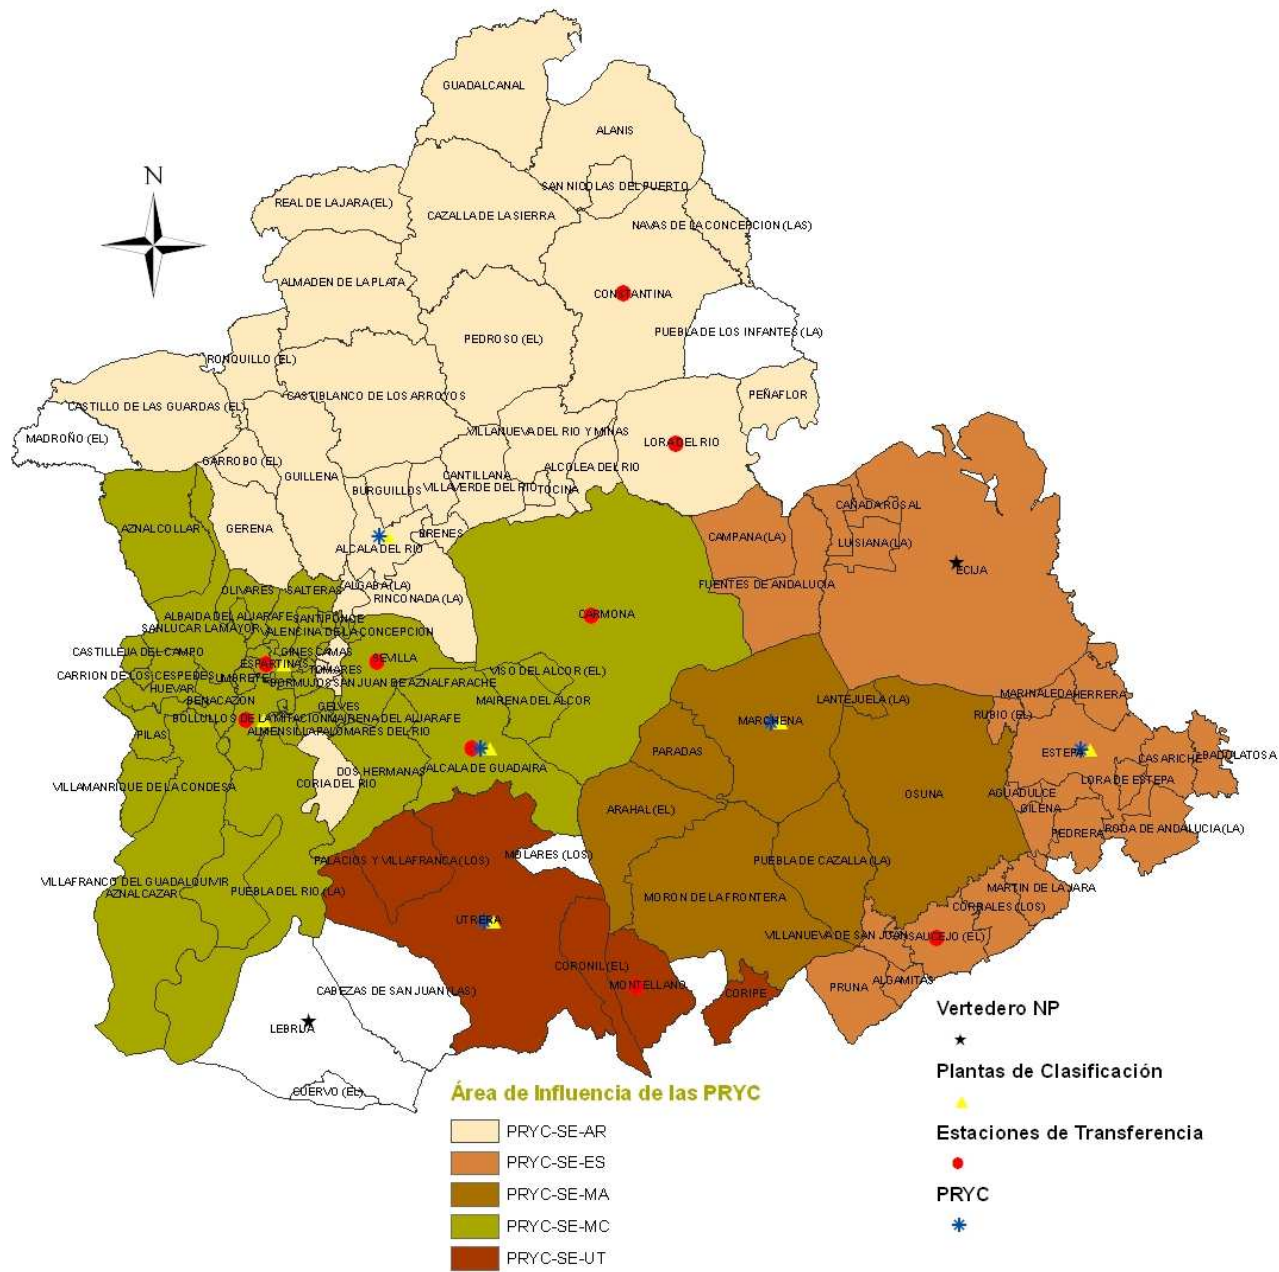 GUADALCANAL
ALANIS
N
SAN NICOLAS DEL PUERTO
REAL DE LA JARA (EL)
CAZALLA DE LA SIERRA
NAVAS DE LA CONCEPCION (LAS)
ALMADEN DE LA PLATA
CONSTANTINA
PUEBLA DE LOS INFANTES (LA)
PEDROSO (EL)
RONQUILLO (EL)
CASTIBLANCO DE LOS ARROYOS
PEÑAFLOR
CASTILLO DE LAS GUARDAS (EL)
MADROÑO (EL)
VILLANUEVA DEL RIO Y MINAS
LORA DEL RIO
GARROBO (EL)
GUILLENA
CANTILLANA
ALCOLEA DEL RIO
BURGUILLOS
VILLAVERDE DEL RIO
TOCINA
CAÑADA ROSAL
AZNALCOLLAR
GERENA
BRENES
ALCALA DEL RIO
CAMPANA (LA)
LUISIANA (LA)
ECIJA
ALGABA (LA)
RINCONADA (LA)
FUENTES DE ANDALUCIA
OLIVARES
SALTERAS
ALBAIDA DEL ALJARAFE
SANTIPONCE
CARMONA
SANLUCAR LA MAYOR
ALENCINA DE LA CONCEPCION
CASTILLEJA DEL CAMPO
GINES
CAMAS
SEVILLA
ESPARTINAS
TOMARES
CARRION DE LOS CESPEDES
UMBRETE
BORMUJOS
SAN JUAN DE AZNALFARACHE
VISO DEL ALCOR (EL)
HUEVAR
BENACAZON
GELVES
MAIRENA DEL ALCOR
LANTEJUELA (LA)
MARINALEDA
HERRERA
BOLLULLOS DE LA MITACION
MAIRENA DEL ALJARAFE
MARCHENA
RUBIO (EL)
PILAS
ALMENSILLA
PALOMARES DEL RIO
PARADAS
ESTEPA
CASARICHE
BADOLATOSA
DOS HERMANAS
ALCALA DE GUADAIRA
VILLAMANRIQUE DE LA CONDESA
CORIA DEL RIO
LORA DE ESTEPA
OSUNA
AGUADULCE
GILENA
ARAHAL (EL)
PEDRERA
RODA DE ANDALUCIA (LA)
PALACIOS Y VILLAFRANCA (LOS)
MOLARES (LOS)
PUEBLA DE CAZALLA (LA)
VILLAFRANCO DEL GUADALQUIVIR
AZNALCAZAR
PUEBLA DEL RIO (LA)
MORON DE LA FRONTERA
MARTIN DE LA JARA
CORRALES (LOS)
UTRERA
VILLANUEVA DE SAN JUAN
SAUCEJO (EL)
CORONIL (EL)
MONTELLANO
CORIPE
PRUNA
ALGAMITAS
CABEZAS DE SAN JUAN (LAS)
LEBRIJA
CUERVO (EL)
Vertedero NP
Plantas de Clasificación
Estaciones de Transferencia
PRYC
Área de Influencia de las PRYC
PRYC-SE-AR
PRYC-SE-ES
PRYC-SE-MA
PRYC-SE-MC
PRYC-SE-UT